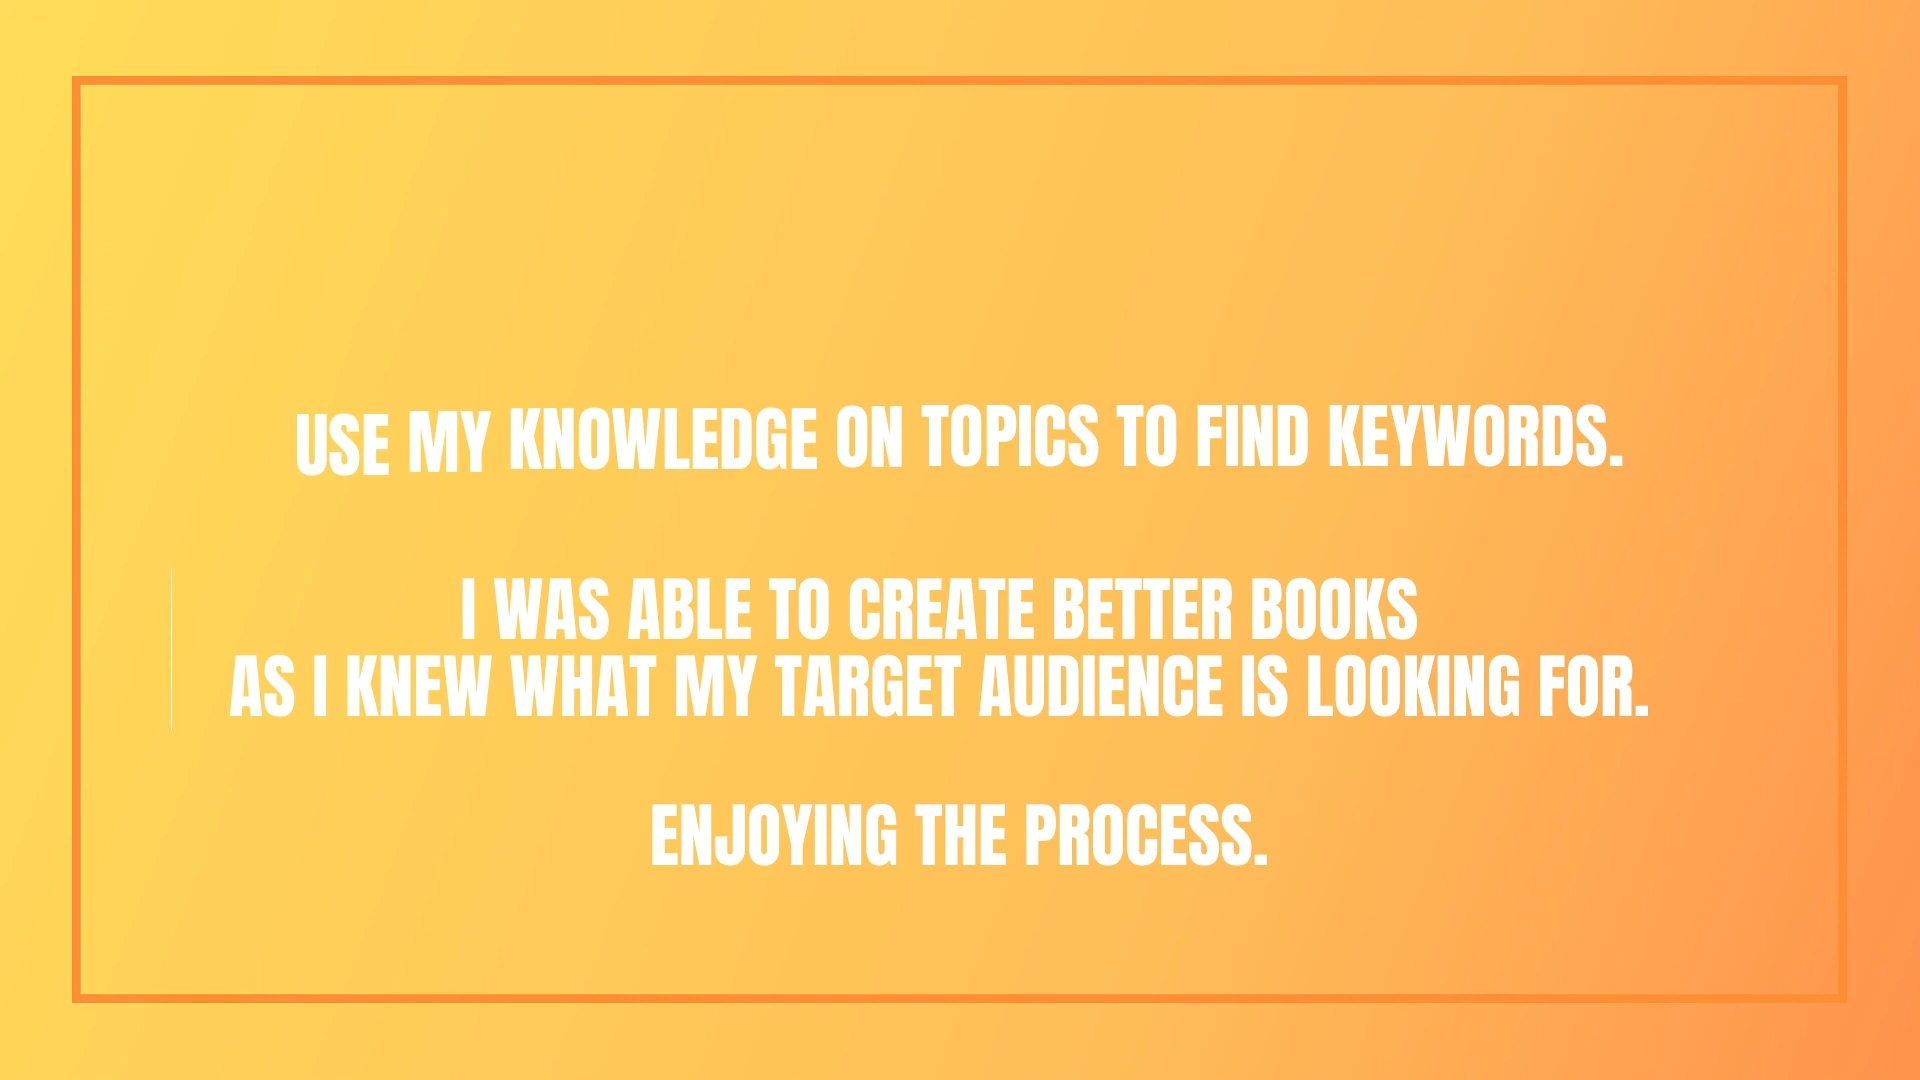 USE MY KNOWLEDGE ON TOPICS TO FIND KEYWORDS.
I WAS ABLE TO CREATE BETTER BOOKS
AS I KNEW WHAT MY TARGET AUDIENCE IS LOOKING FOR.
ENJOYING THE PROCESS.